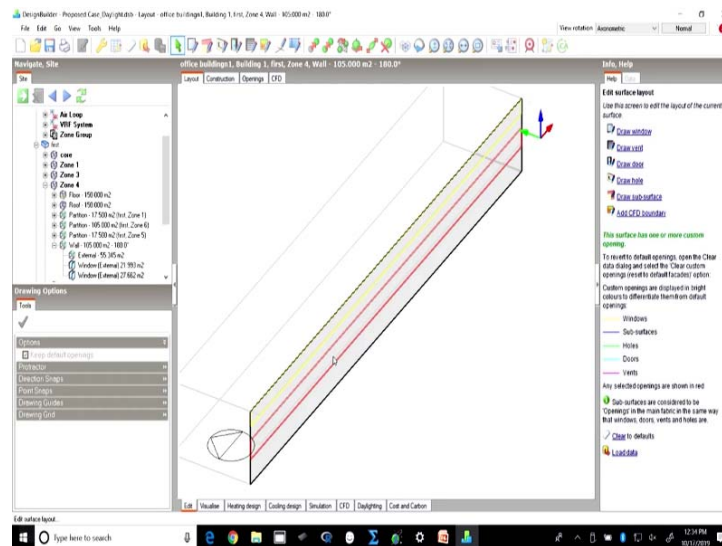 DesignBuilder - Proposed Case_Daylight.dsb - Layout - office buildings1, Building 1, first, Zone 4, Wall - 105.000 m2 - 180.0°
File Edit Go View Tools Help
View rotation Axonometric
Normal
Navigate, Site
Site
Air Loop
VRF System
Zone Group
first
core
Zone 1
Zone 3
Zone 4
Floor - 150.000 m2
Roof - 150.000 m2
Partition - 17.500 m2 (first, Zone 1)
Partition - 105.000 m2 (first, Zone 6)
Partition - 17.500 m2 (first, Zone 5)
Wall - 105.000 m2 - 180.0°
External - 55.345 m2
Window (External) 21.993 m2
Window (External) 27.662 m2
Drawing Options
Tools
Options
Keep default openings
Protractor
Direction Snaps
Point Snaps
Drawing Guides
Drawing Grid
office buildings1, Building 1, first, Zone 4, Wall - 105.000 m2 - 180.0°
Layout Construction Openings CFD
Edit Visualise Heating design Cooling design Simulation CFD Daylighting Cost and Carbon
Info, Help
Help
Edit surface layout
Use this screen to edit the layout of the current
surface.
Draw window
Draw vent
Draw door
Draw hole
Draw sub-surface
Add CFD boundary
This surface has one or more custom
opening.
To revert to default openings, open the Clear
data dialog and select the 'Clear custom
openings (reset to default facades)' option.
Custom openings are displayed in bright
colours to differentiate them from default
openings:
Windows
Sub-surfaces
Holes
Doors
Vents
Any selected openings are shown in red
Sub-surfaces are considered to be
'Openings' in the main fabric in the same way
that windows, doors, vents and holes are.
Clear to defaults
Load data
Edit surface layout...
Type here to search
12:34 PM
10/17/2019